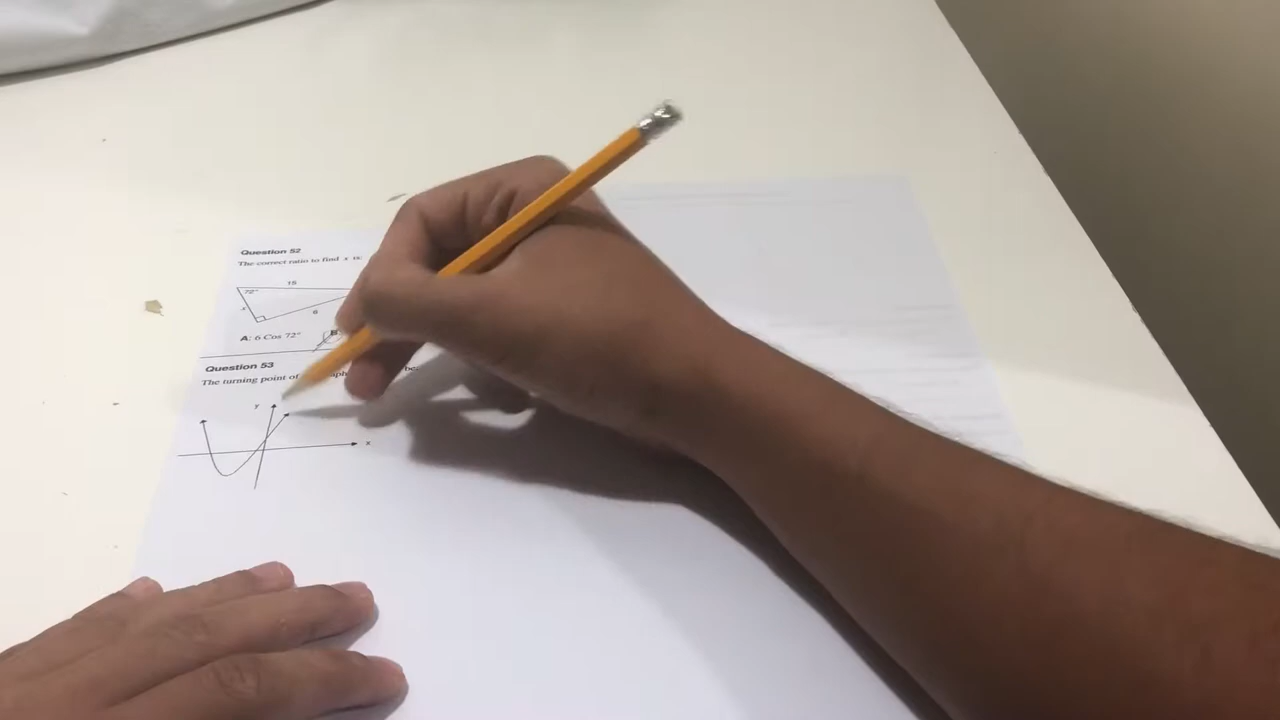 Question 52
The correct ratio to find x is:
15
72°
x
6
A: 6 Cos 72°
B
Question 53
The turning point of
y
x